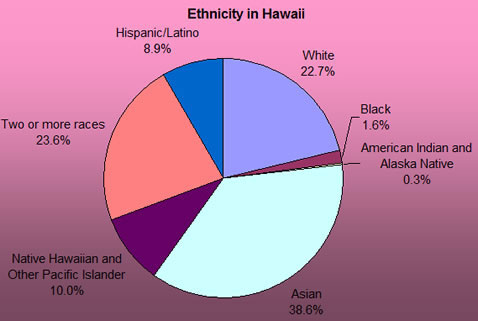 Ethnicity in Hawaii
Hispanic/Latino
8.9%
White
22.7%
Black
1.6%
American Indian and
Alaska Native
0.3%
Two or more races
23.6%
Native Hawaiian and
Other Pacific Islander
10.0%
Asian
38.6%